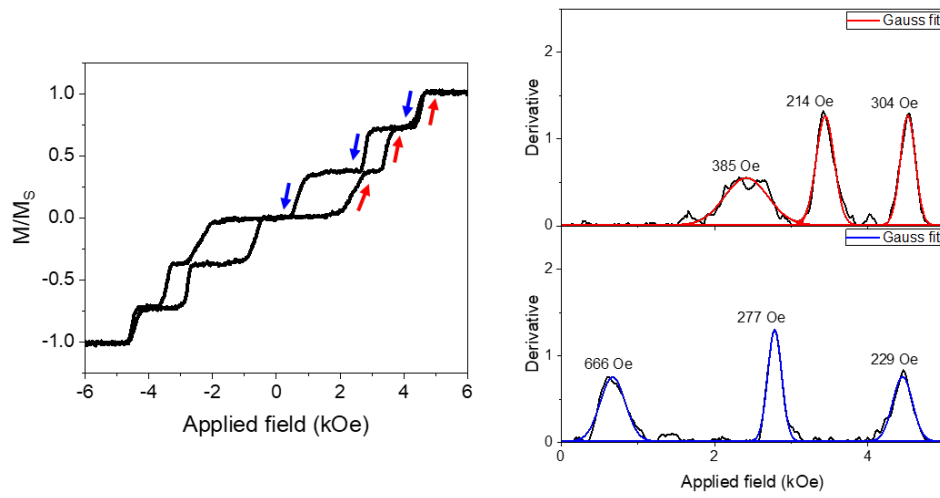 M/Ms
1.0
0.5
0.0
-0.5
-1.0
-6
-4
-2
0
2
4
6
Applied field (kOe)
Gauss fit
Derivative
2
1
0
385 Oe
214 Oe
304 Oe
Gauss fit
Derivative
2
1
0
666 Oe
277 Oe
229 Oe
0
2
4
Applied field (kOe)